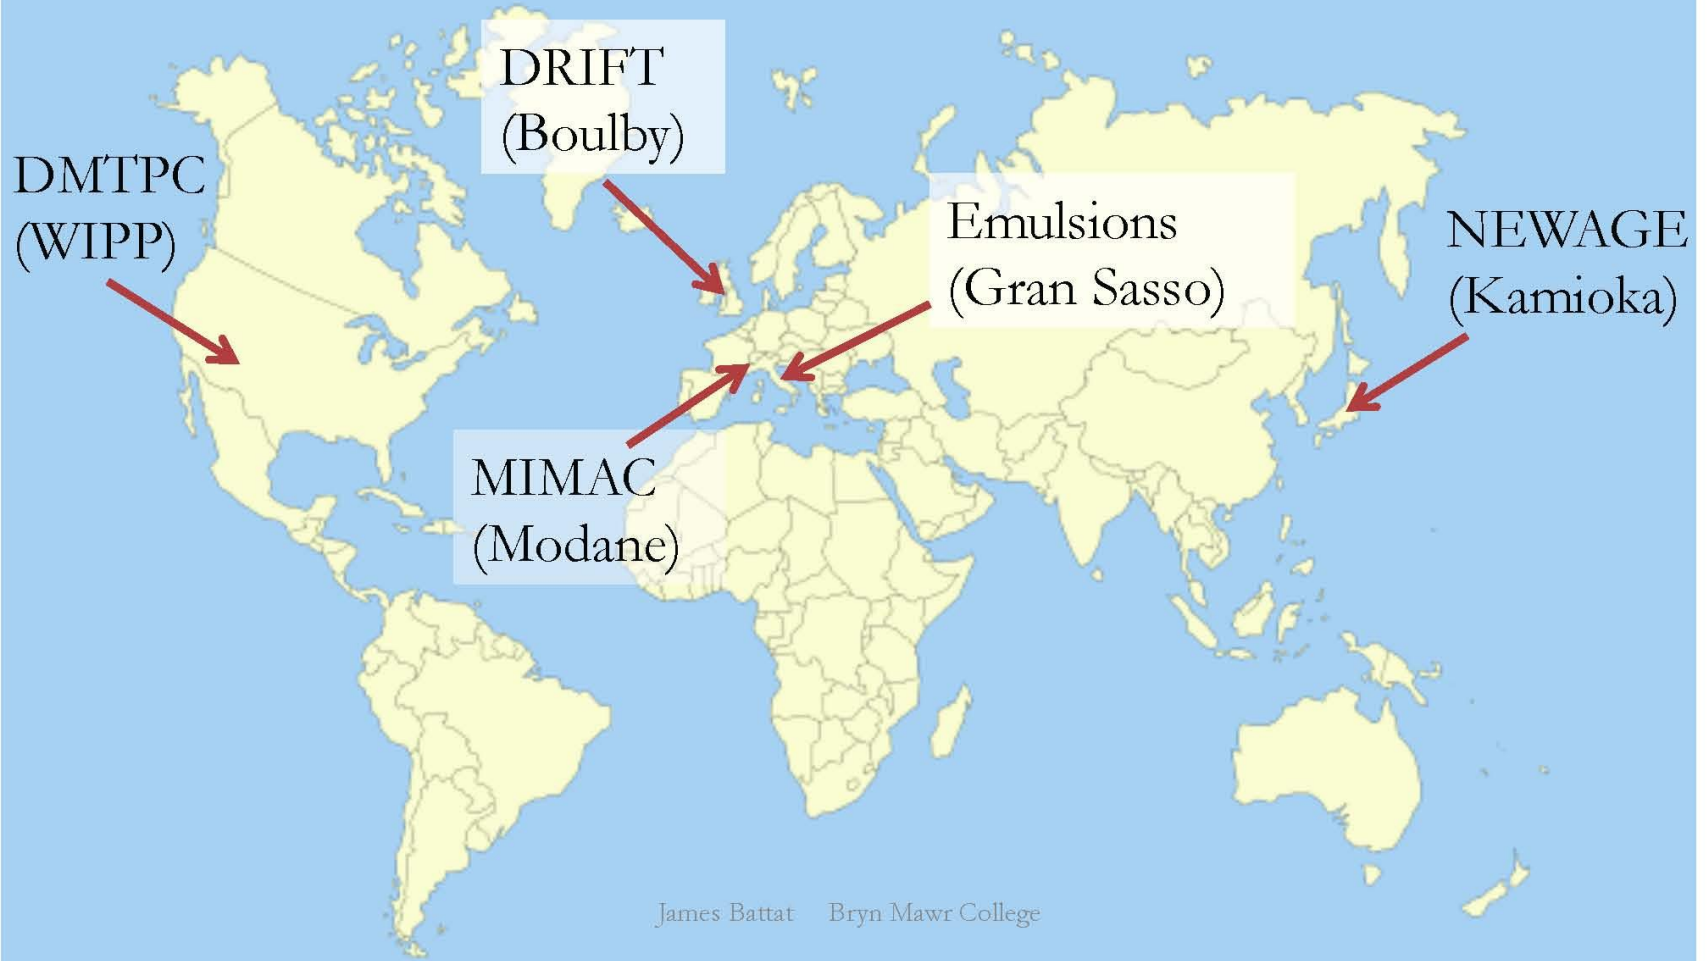 DRIFT
(Boulby)
DMTPC
(WIPP)
Emulsions
(Gran Sasso)
NEWAGE
(Kamioka)
MIMAC
(Modane)
James Battat Bryn Mawr College